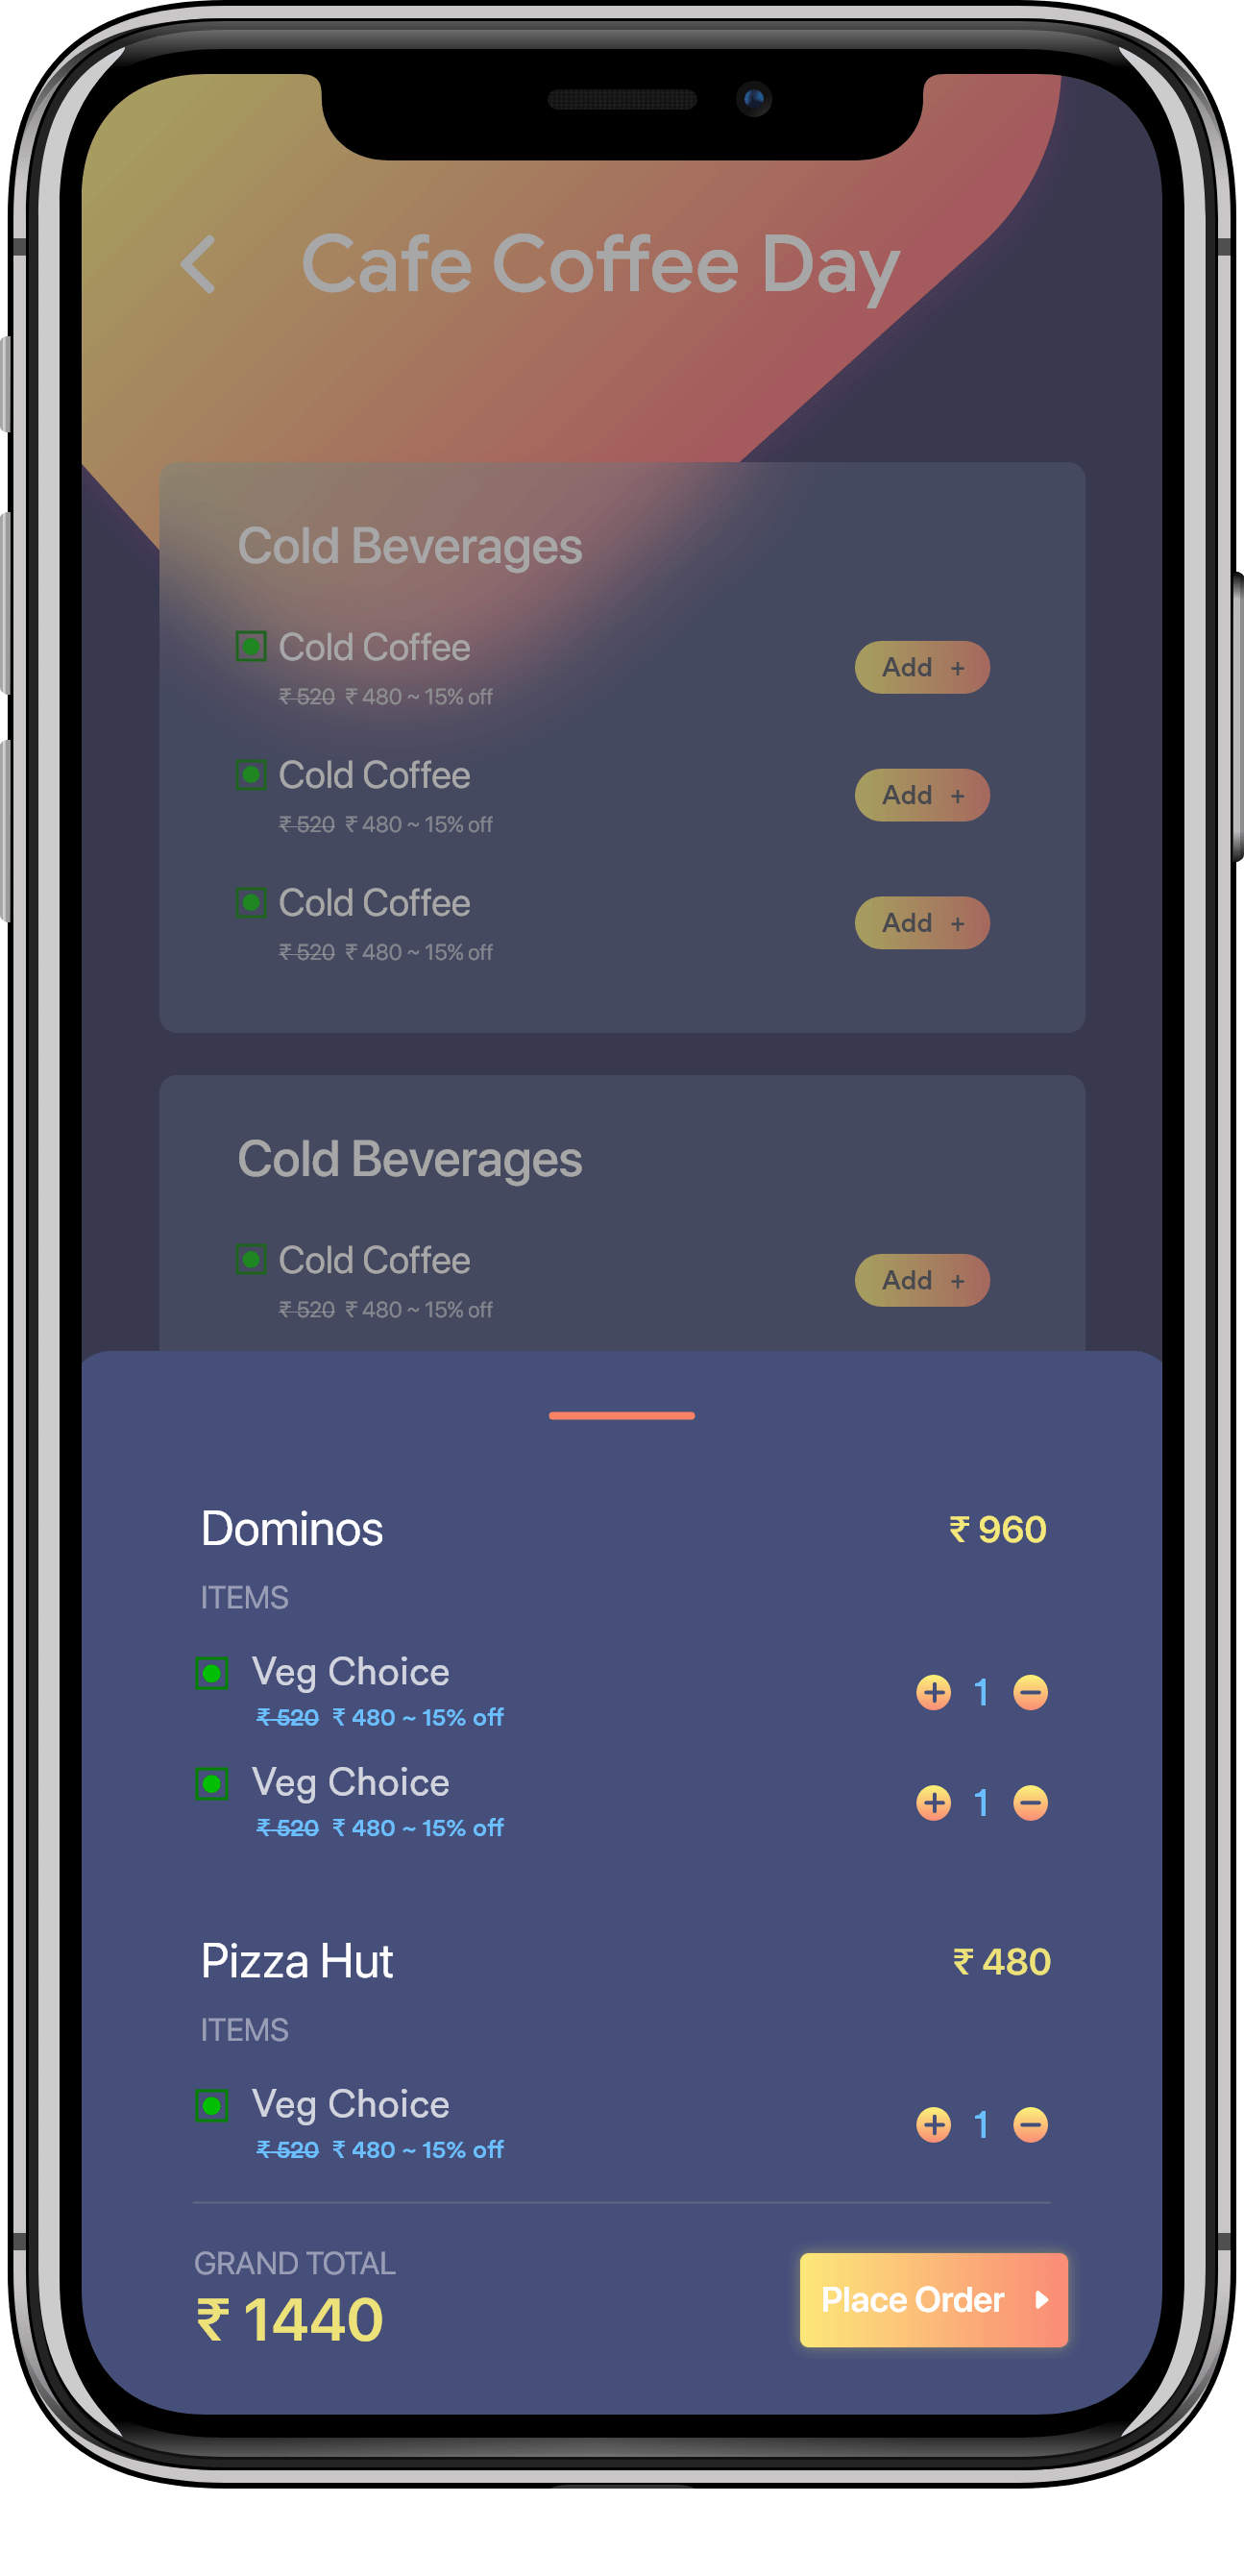 Cafe Coffee Day
Cold Beverages
Cold Coffee
₹ 520 ₹ 480 ~ 15% off
Add +
Cold Coffee
₹ 520 ₹ 480 ~ 15% off
Add +
Cold Coffee
₹ 520 ₹ 480 ~ 15% off
Add +
Cold Beverages
Cold Coffee
₹ 520 ₹ 480 ~ 15% off
Add +
Dominos ₹ 960
ITEMS
Veg Choice
₹ 520 ₹ 480 ~ 15% off
+ 1 −
Veg Choice
₹ 520 ₹ 480 ~ 15% off
+ 1 −
Pizza Hut ₹ 480
ITEMS
Veg Choice
₹ 520 ₹ 480 ~ 15% off
+ 1 −
GRAND TOTAL
₹ 1440
Place Order